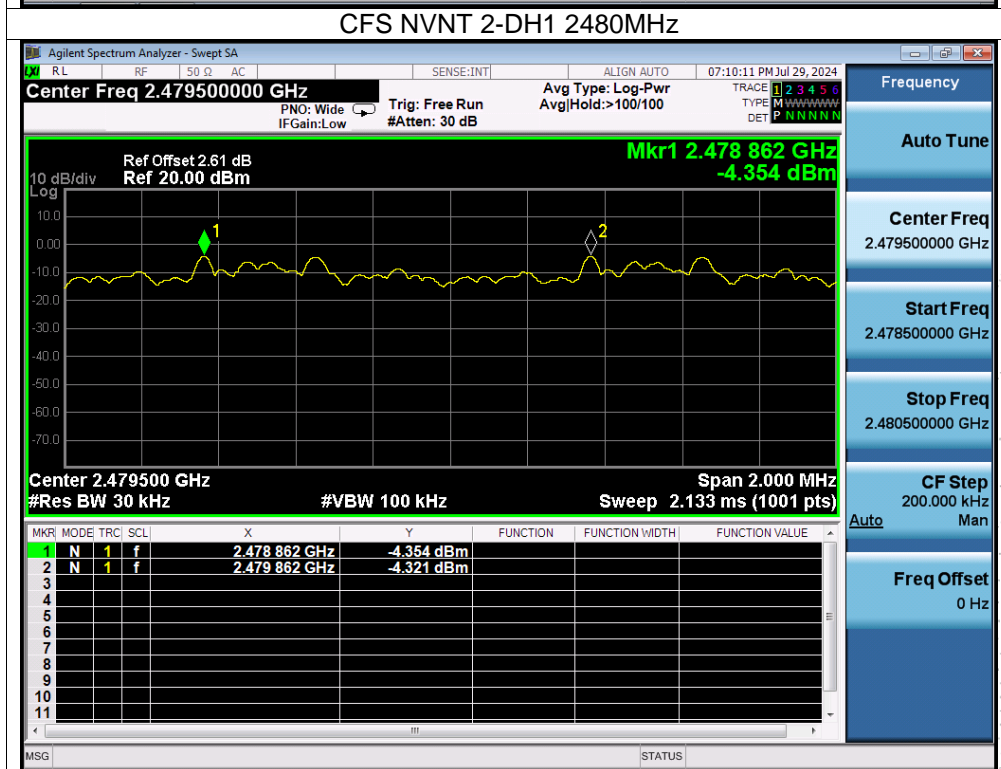 CFS NVNT 2-DH1 2480MHz
Agilent Spectrum Analyzer - Swept SA
LXI RL RF 50 Ω AC SENSE:INT ALIGN AUTO 07:10:11 PM Jul 29, 2024
Center Freq 2.479500000 GHz
PNO: Wide
IFGain:Low
Trig: Free Run
#Atten: 30 dB
Avg Type: Log-Pwr
Avg|Hold:>100/100
TRACE 1 2 3 4 5 6
TYPE M WWWWW
DET P N N N N N
Mkr1 2.478 862 GHz
-4.354 dBm
Ref Offset 2.61 dB
10 dB/div Ref 20.00 dBm
Log
10.0
0.00
-10.0
-20.0
-30.0
-40.0
-50.0
-60.0
-70.0
1
2
Center 2.479500 GHz Span 2.000 MHz
#Res BW 30 kHz #VBW 100 kHz Sweep 2.133 ms (1001 pts)
MKR MODE TRC SCL X Y FUNCTION FUNCTION WIDTH FUNCTION VALUE
1 N 1 f 2.478 862 GHz -4.354 dBm
2 N 1 f 2.479 862 GHz -4.321 dBm
3
4
5
6
7
8
9
10
11
MSG STATUS
Frequency
Auto Tune
Center Freq
2.479500000 GHz
Start Freq
2.478500000 GHz
Stop Freq
2.480500000 GHz
CF Step
200.000 kHz
Auto Man
Freq Offset
0 Hz